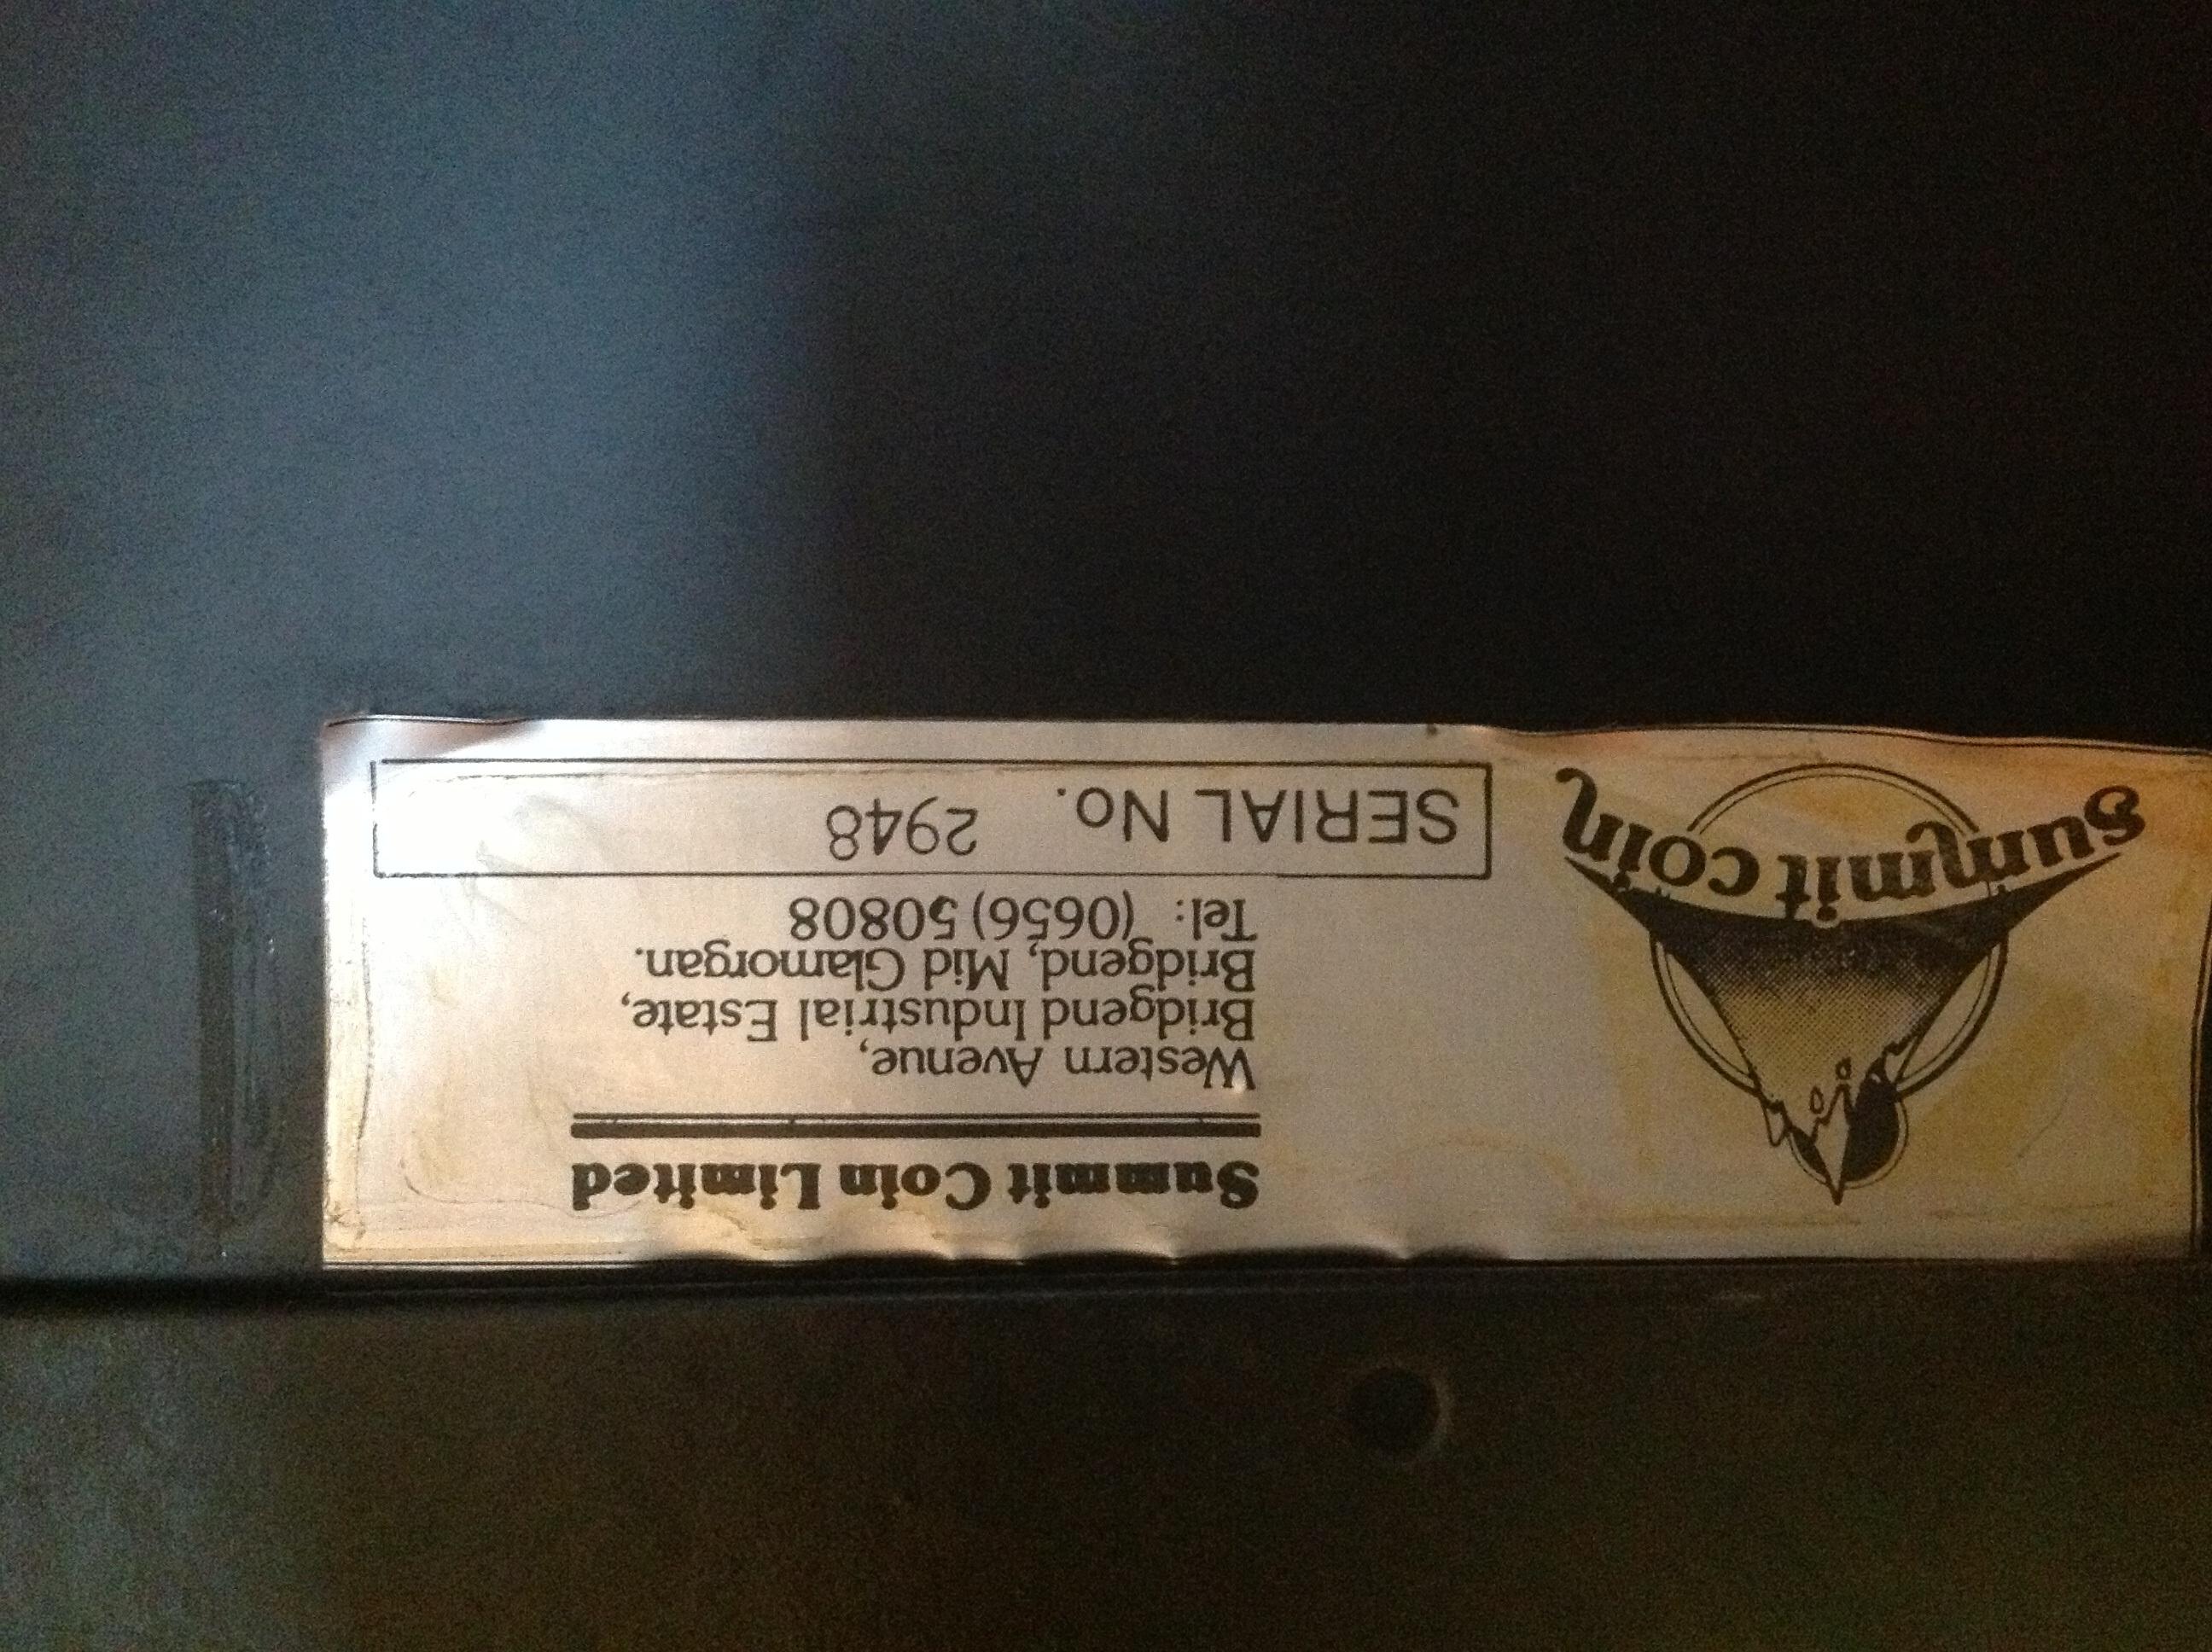 summit coin
Summit Coin Limited
Western Avenue,
Bridgend Industrial Estate,
Bridgend, Mid Glamorgan.
Tel: (0656) 50808
SERIAL No. 2948